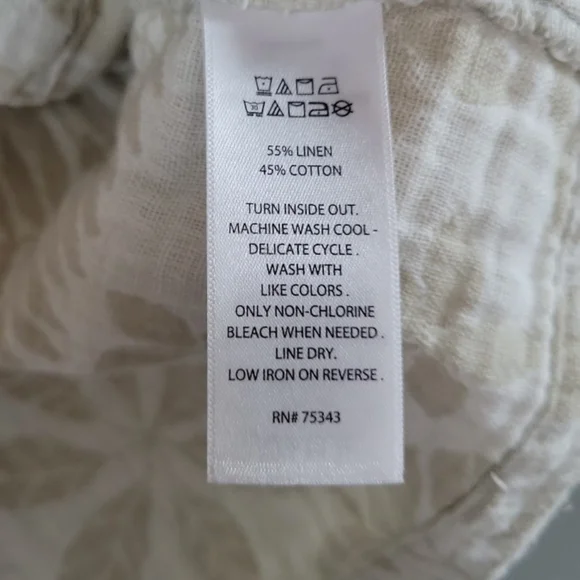 55% LINEN
45% COTTON
TURN INSIDE OUT.
MACHINE WASH COOL -
DELICATE CYCLE .
WASH WITH
LIKE COLORS .
ONLY NON-CHLORINE
BLEACH WHEN NEEDED .
LINE DRY.
LOW IRON ON REVERSE .
RN# 75343